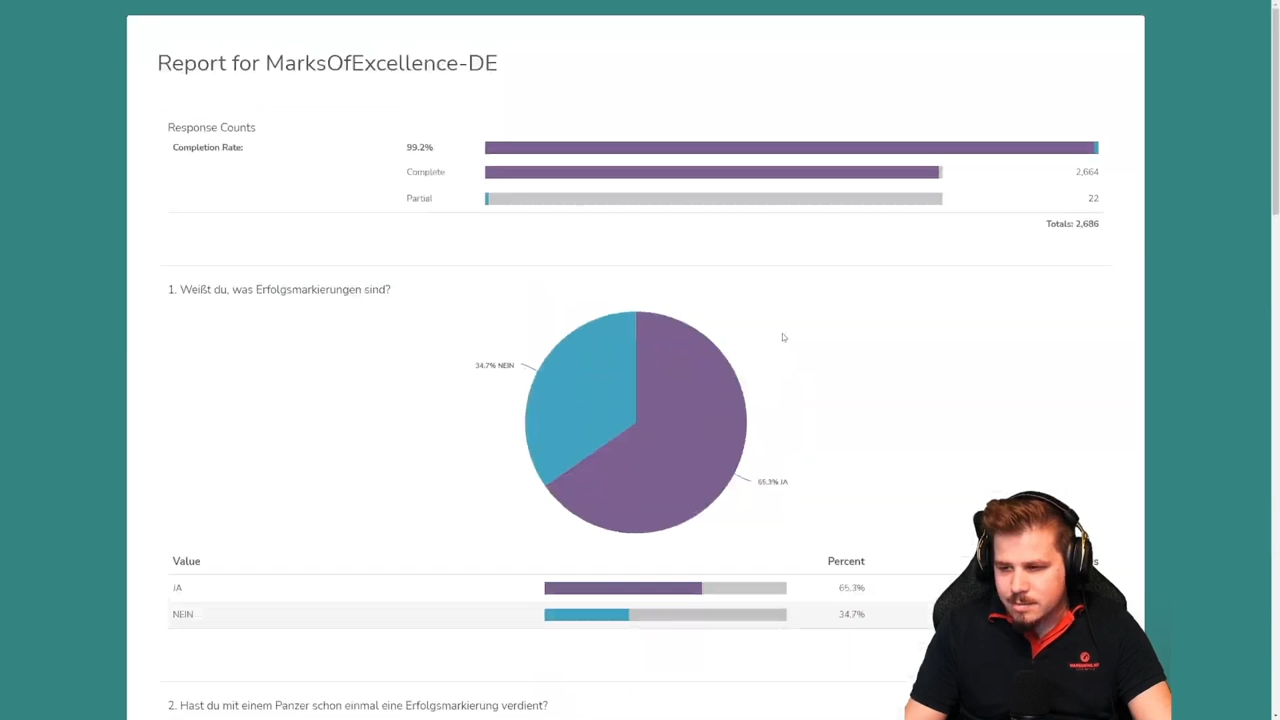 Report for MarksOfExcellence-DE
Response Counts
Completion Rate: 99.2%
Complete 2,664
Partial 22
Totals: 2,686
1. Weißt du, was Erfolgsmarkierungen sind?
34.7% NEIN
65.3% JA
Value Percent
JA 65.3%
NEIN 34.7%
2. Hast du mit einem Panzer schon einmal eine Erfolgsmarkierung verdient?